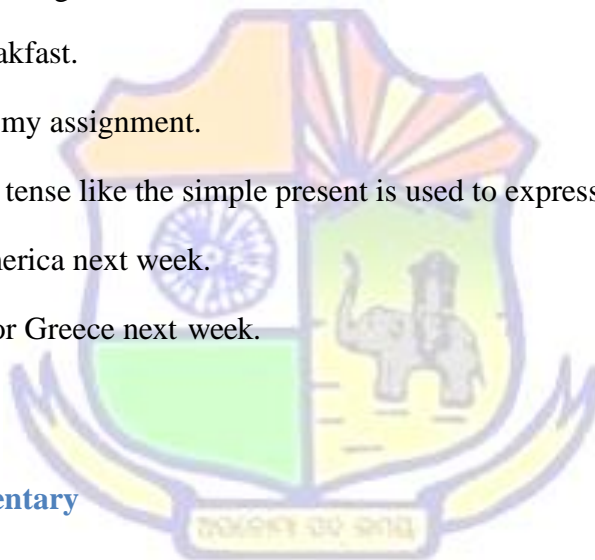 akfast.
my assignment.
tense like the simple present is used to express
erica next week.
or Greece next week.
entary